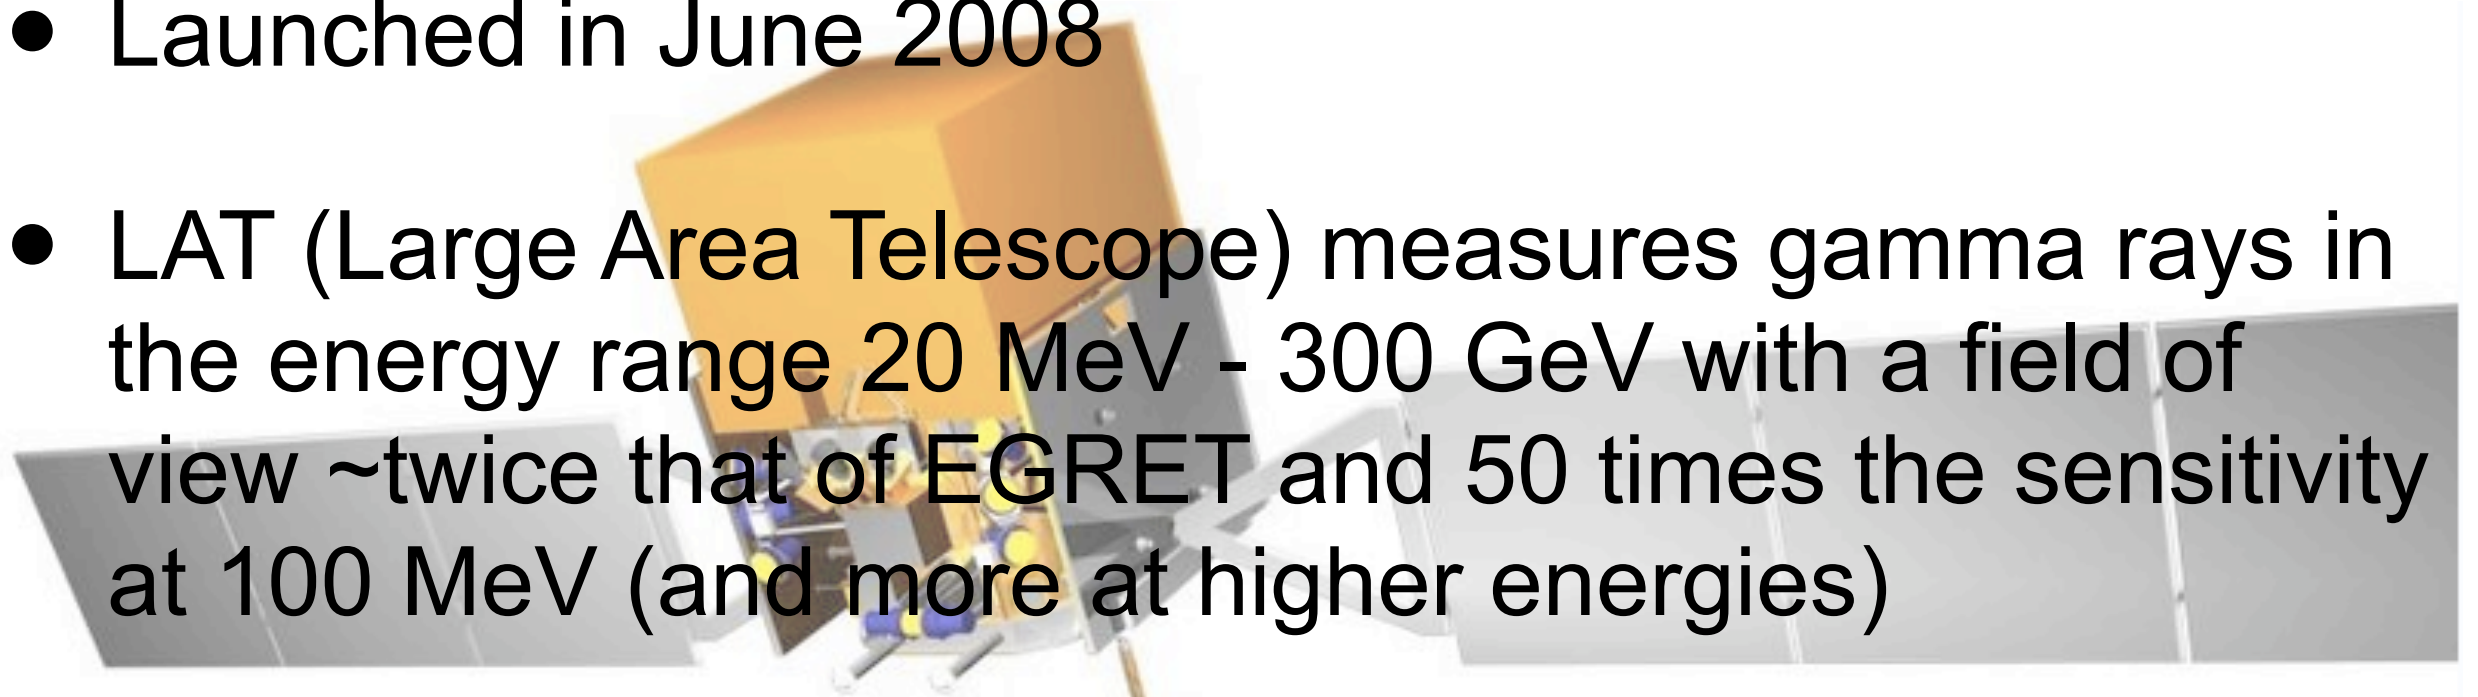 • Launched in June 2008
• LAT (Large Area Telescope) measures gamma rays in
the energy range 20 MeV - 300 GeV with a field of
view ~twice that of EGRET and 50 times the sensitivity
at 100 MeV (and more at higher energies)